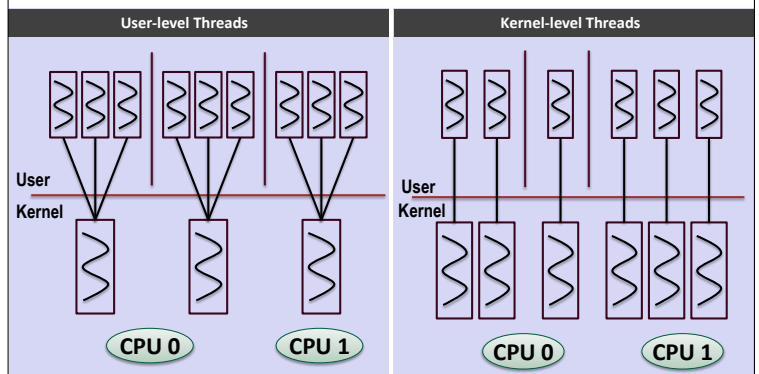 User-level Threads
User
Kernel
CPU 0
CPU 1
Kernel-level Threads
User
Kernel
CPU 0
CPU 1